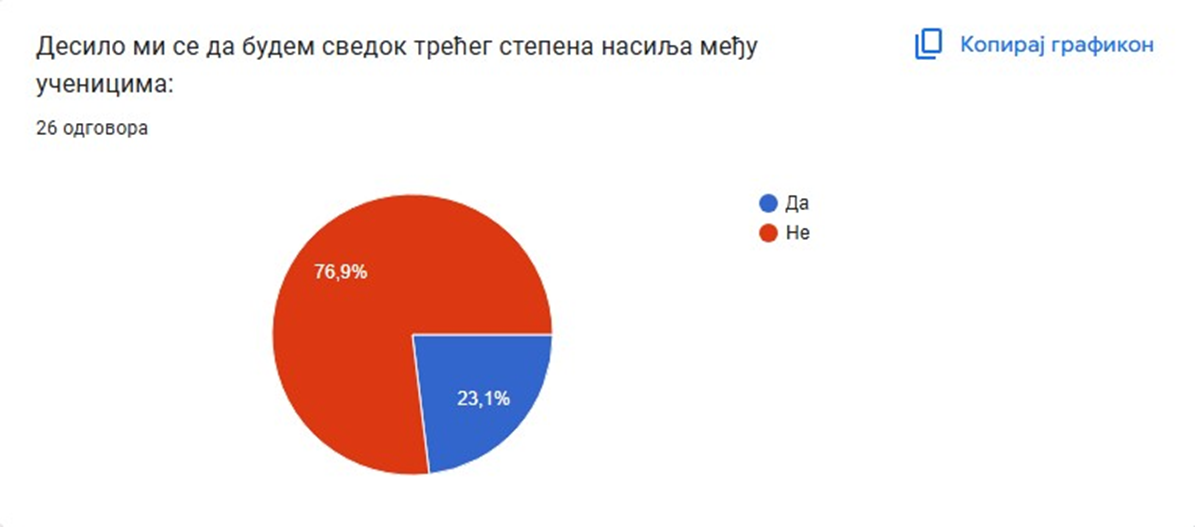 Десило ми се да будем сведок трећег степена насиља међу
ученицима:
Копирај графикон
26 одговора
Да
Не
76,9%
23,1%